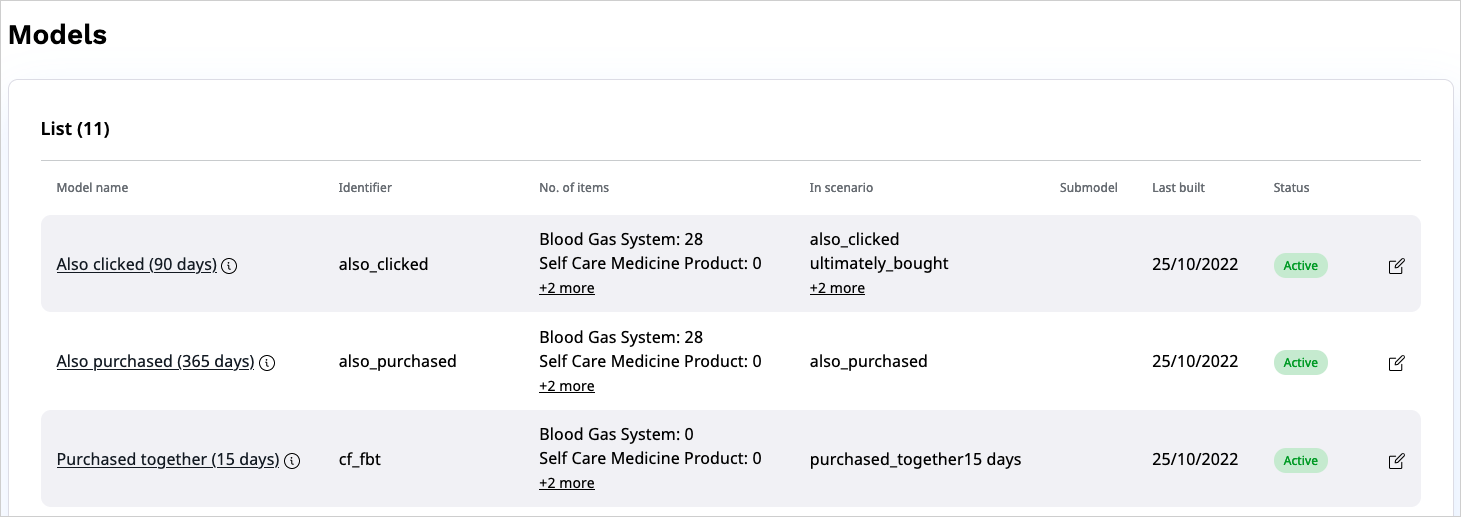 Models
List (11)
Model name Identifier No. of items In scenario Submodel Last built Status
Blood Gas System: 28 also_clicked
Also clicked (90 days) also_clicked Self Care Medicine Product: 0 ultimately_bought 25/10/2022 Active
+2 more +2 more
Blood Gas System: 28
Also purchased (365 days) also_purchased Self Care Medicine Product: 0 also_purchased 25/10/2022 Active
+2 more
Blood Gas System: 0
Purchased together (15 days) cf_fbt Self Care Medicine Product: 0 purchased_together15 days 25/10/2022 Active
+2 more